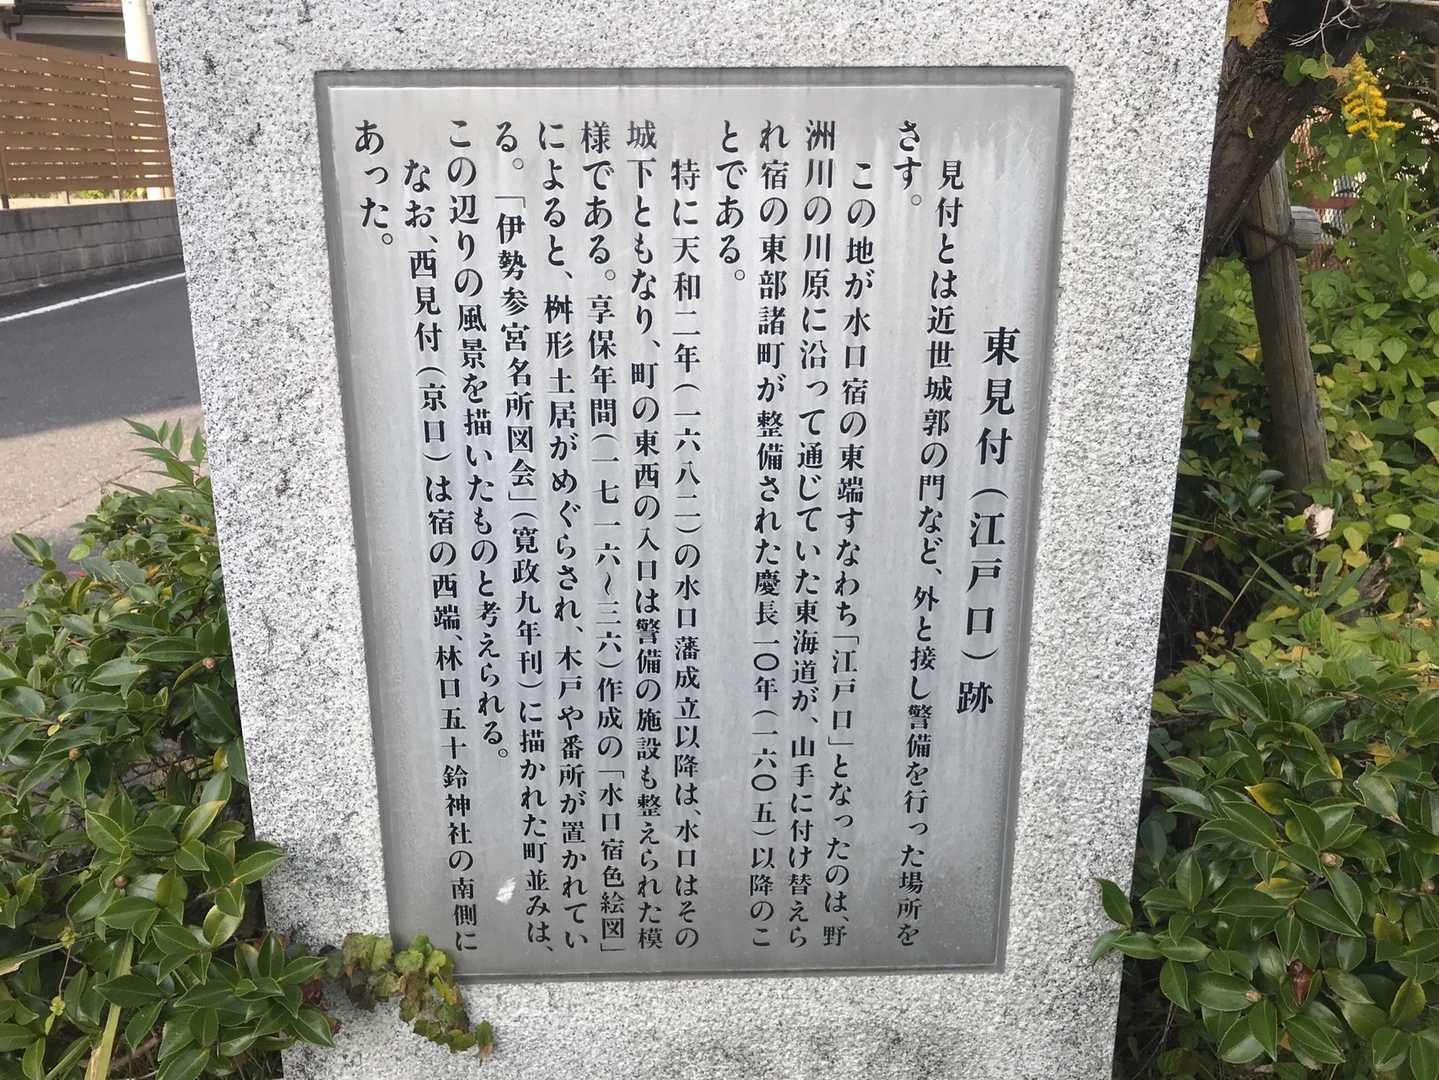 東見付(江戸口)跡
見付とは近世城郭の門など、外と接し警備を行った場所を
さす。
この地が水口宿の東端すなわち「江戸口」となったのは、野
洲川の川原に沿って通じていた東海道が、山手に付け替えら
れ宿の東部諸町が整備された慶長一〇年(一六〇五)以降のこ
とである。
特に天和二年(一六八二)の水口藩成立以降は、水口はその
城下ともなり、町の東西の入口は警備の施設も整えられた模
様である。享保年間(一七一六〜三六)作成の「水口宿色絵図」
によると、桝形土居がめぐらされ、木戸や番所が置かれてい
る。「伊勢参宮名所図会」(寛政九年刊)に描かれた町並みは、
この辺りの風景を描いたものと考えられる。
なお、西見付(京口)は宿の西端、林口五十鈴神社の南側に
あった。